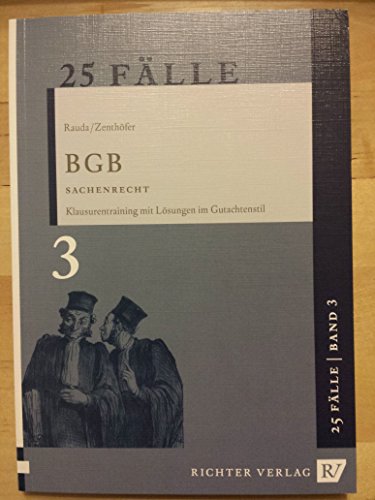 25 FÄLLE
Rauda/Zenthöfer
BGB
SACHENRECHT
Klausurentraining mit Lösungen im Gutachtenstil
3
25 FÄLLE | BAND 3
RICHTER VERLAG RV